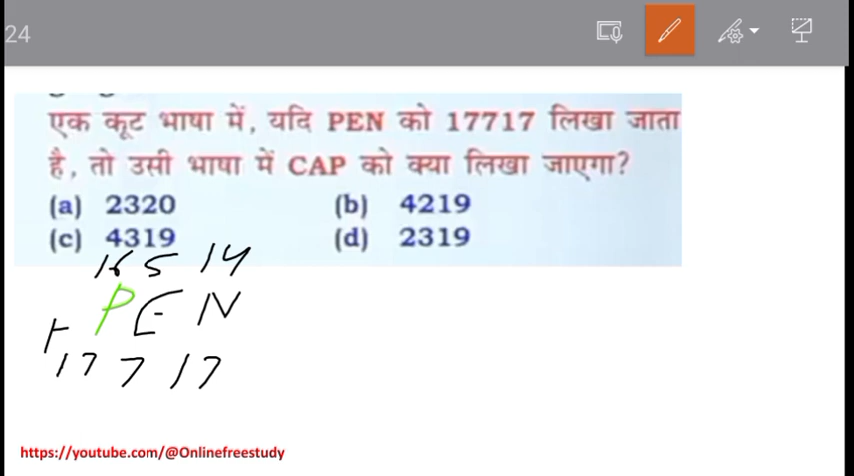 24
एक कूट भाषा में, यदि PEN को 17717 लिखा जाता
है, तो उसी भाषा में CAP को क्या लिखा जाएगा?
(a) 2320 (b) 4219
(c) 4319 (d) 2319
16 5 14
P E N
17 7 17
https://youtube.com/@Onlinefreestudy